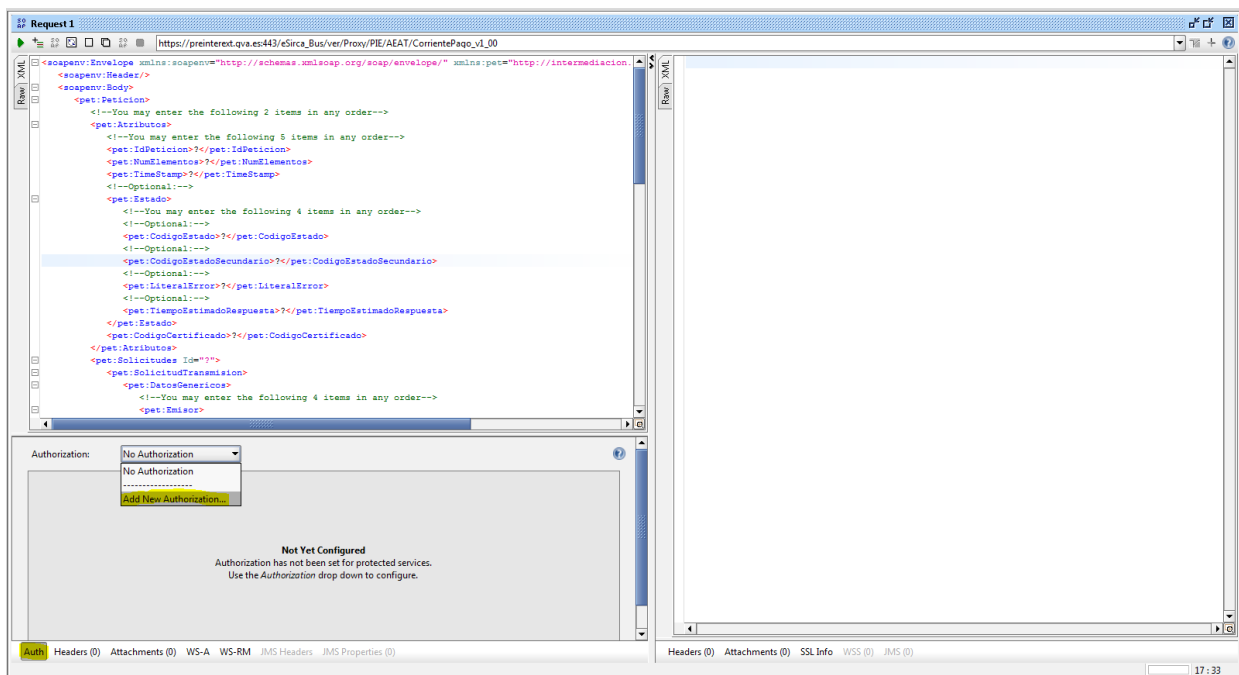 SO
AP Request 1
https://preinterext.gva.es:443/eSirca_Bus/ver/Proxy/PIE/AEAT/CorrientePago_v1_00
XML
Raw
<soapenv:Envelope xmlns:soapenv="http://schemas.xmlsoap.org/soap/envelope/" xmlns:pet="http://intermediacion.
<soapenv:Header/>
<soapenv:Body>
<pet:Peticion>
<!--You may enter the following 2 items in any order-->
<pet:Atributos>
<!--You may enter the following 5 items in any order-->
<pet:IdPeticion>?</pet:IdPeticion>
<pet:NumElementos>?</pet:NumElementos>
<pet:TimeStamp>?</pet:TimeStamp>
<!--Optional:-->
<pet:Estado>
<!--You may enter the following 4 items in any order-->
<!--Optional:-->
<pet:CodigoEstado>?</pet:CodigoEstado>
<!--Optional:-->
<pet:CodigoEstadoSecundario>?</pet:CodigoEstadoSecundario>
<!--Optional:-->
<pet:LiteralError>?</pet:LiteralError>
<!--Optional:-->
<pet:TiempoEstimadoRespuesta>?</pet:TiempoEstimadoRespuesta>
</pet:Estado>
<pet:CodigoCertificado>?</pet:CodigoCertificado>
</pet:Atributos>
<pet:Solicitudes Id="?">
<pet:SolicitudTransmision>
<pet:DatosGenericos>
<!--You may enter the following 4 items in any order-->
<pet:Emisor>
XML
Raw
Authorization: No Authorization
No Authorization
------------------
Add New Authorization...
Not Yet Configured
Authorization has not been set for protected services.
Use the Authorization drop down to configure.
Auth Headers (0) Attachments (0) WS-A WS-RM JMS Headers JMS Properties (0)
Headers (0) Attachments (0) SSL Info WSS (0) JMS (0)
17 : 33